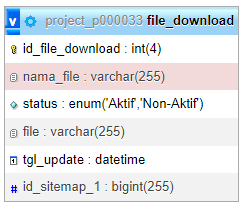 v project_p000033 file_download
id_file_download : int(4)
nama_file : varchar(255)
status : enum('Aktif','Non-Aktif')
file : varchar(255)
tgl_update : datetime
# id_sitemap_1 : bigint(255)